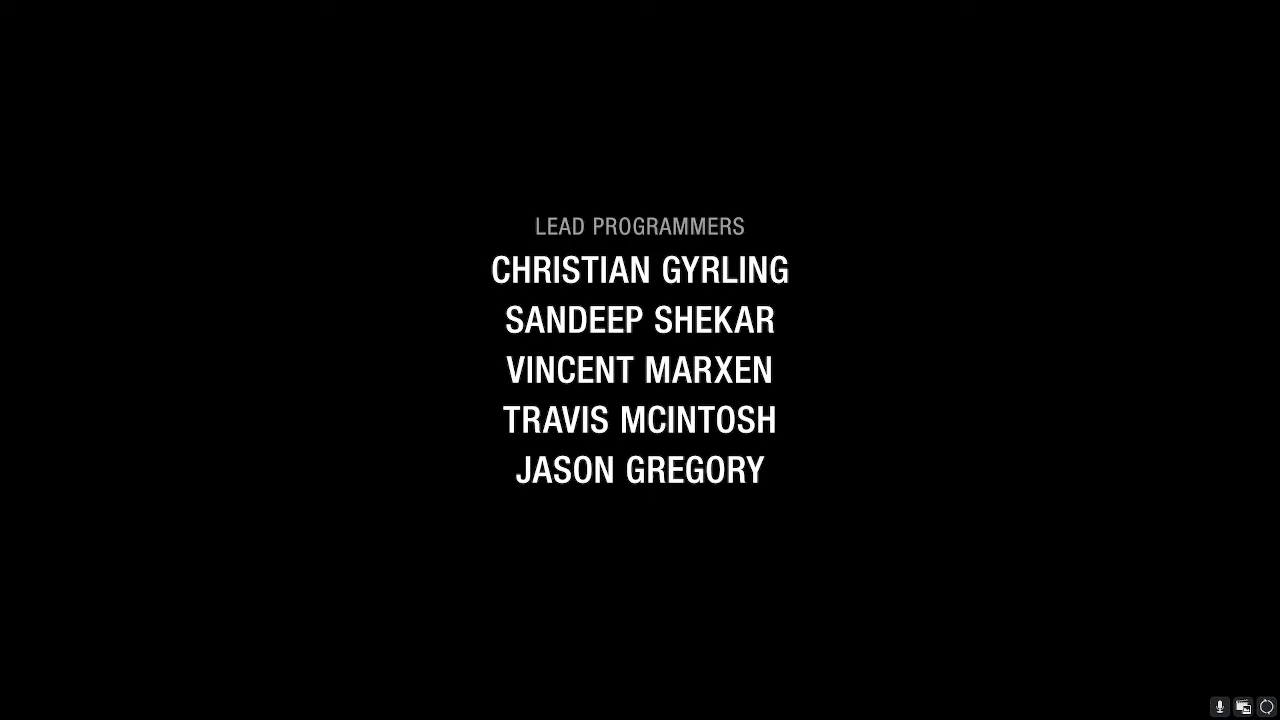 LEAD PROGRAMMERS
CHRISTIAN GYRLING
SANDEEP SHEKAR
VINCENT MARXEN
TRAVIS MCINTOSH
JASON GREGORY